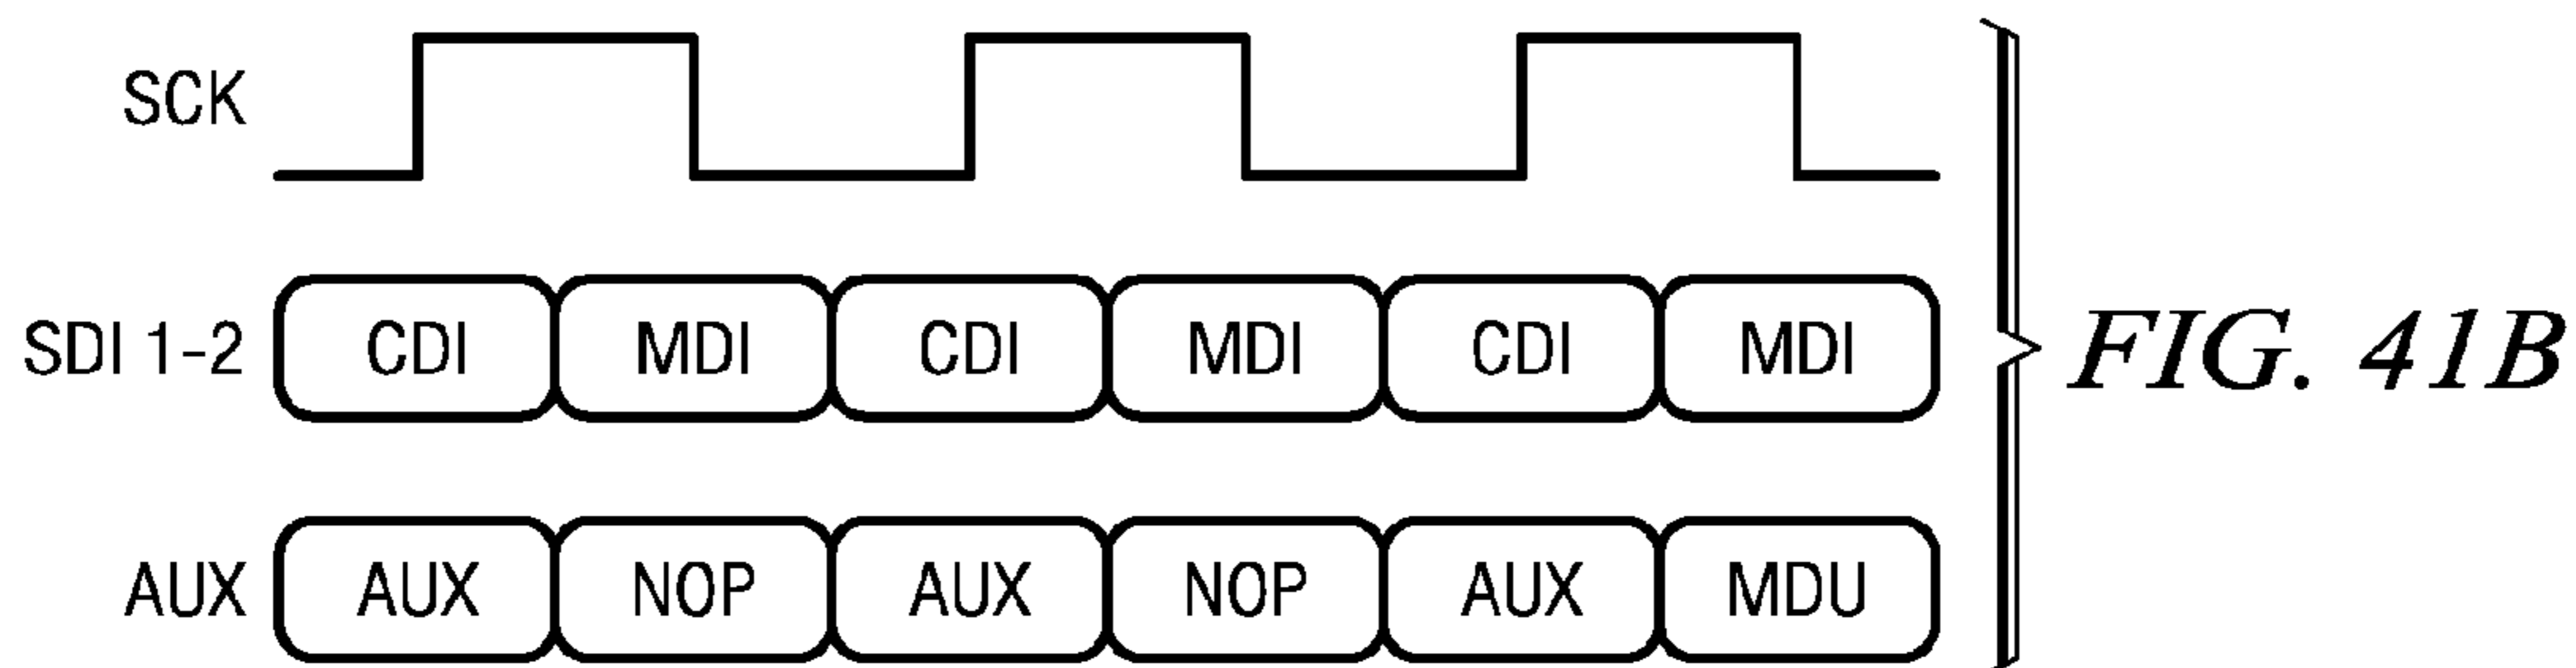 SCK
SDI 1-2 CDI MDI CDI MDI CDI MDI
AUX AUX NOP AUX NOP AUX MDU
FIG. 41B